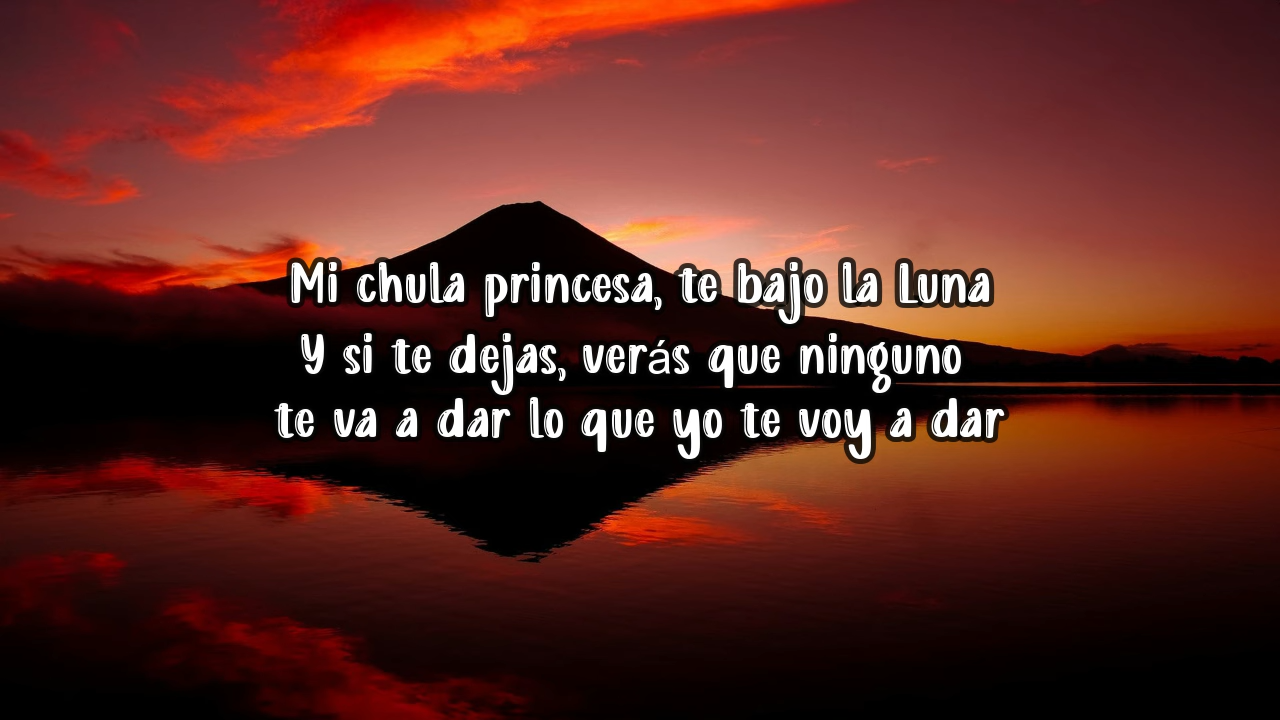 Mi chula princesa, te bajo la Luna
Y si te dejas, verás que ninguno
te va a dar lo que yo te voy a dar